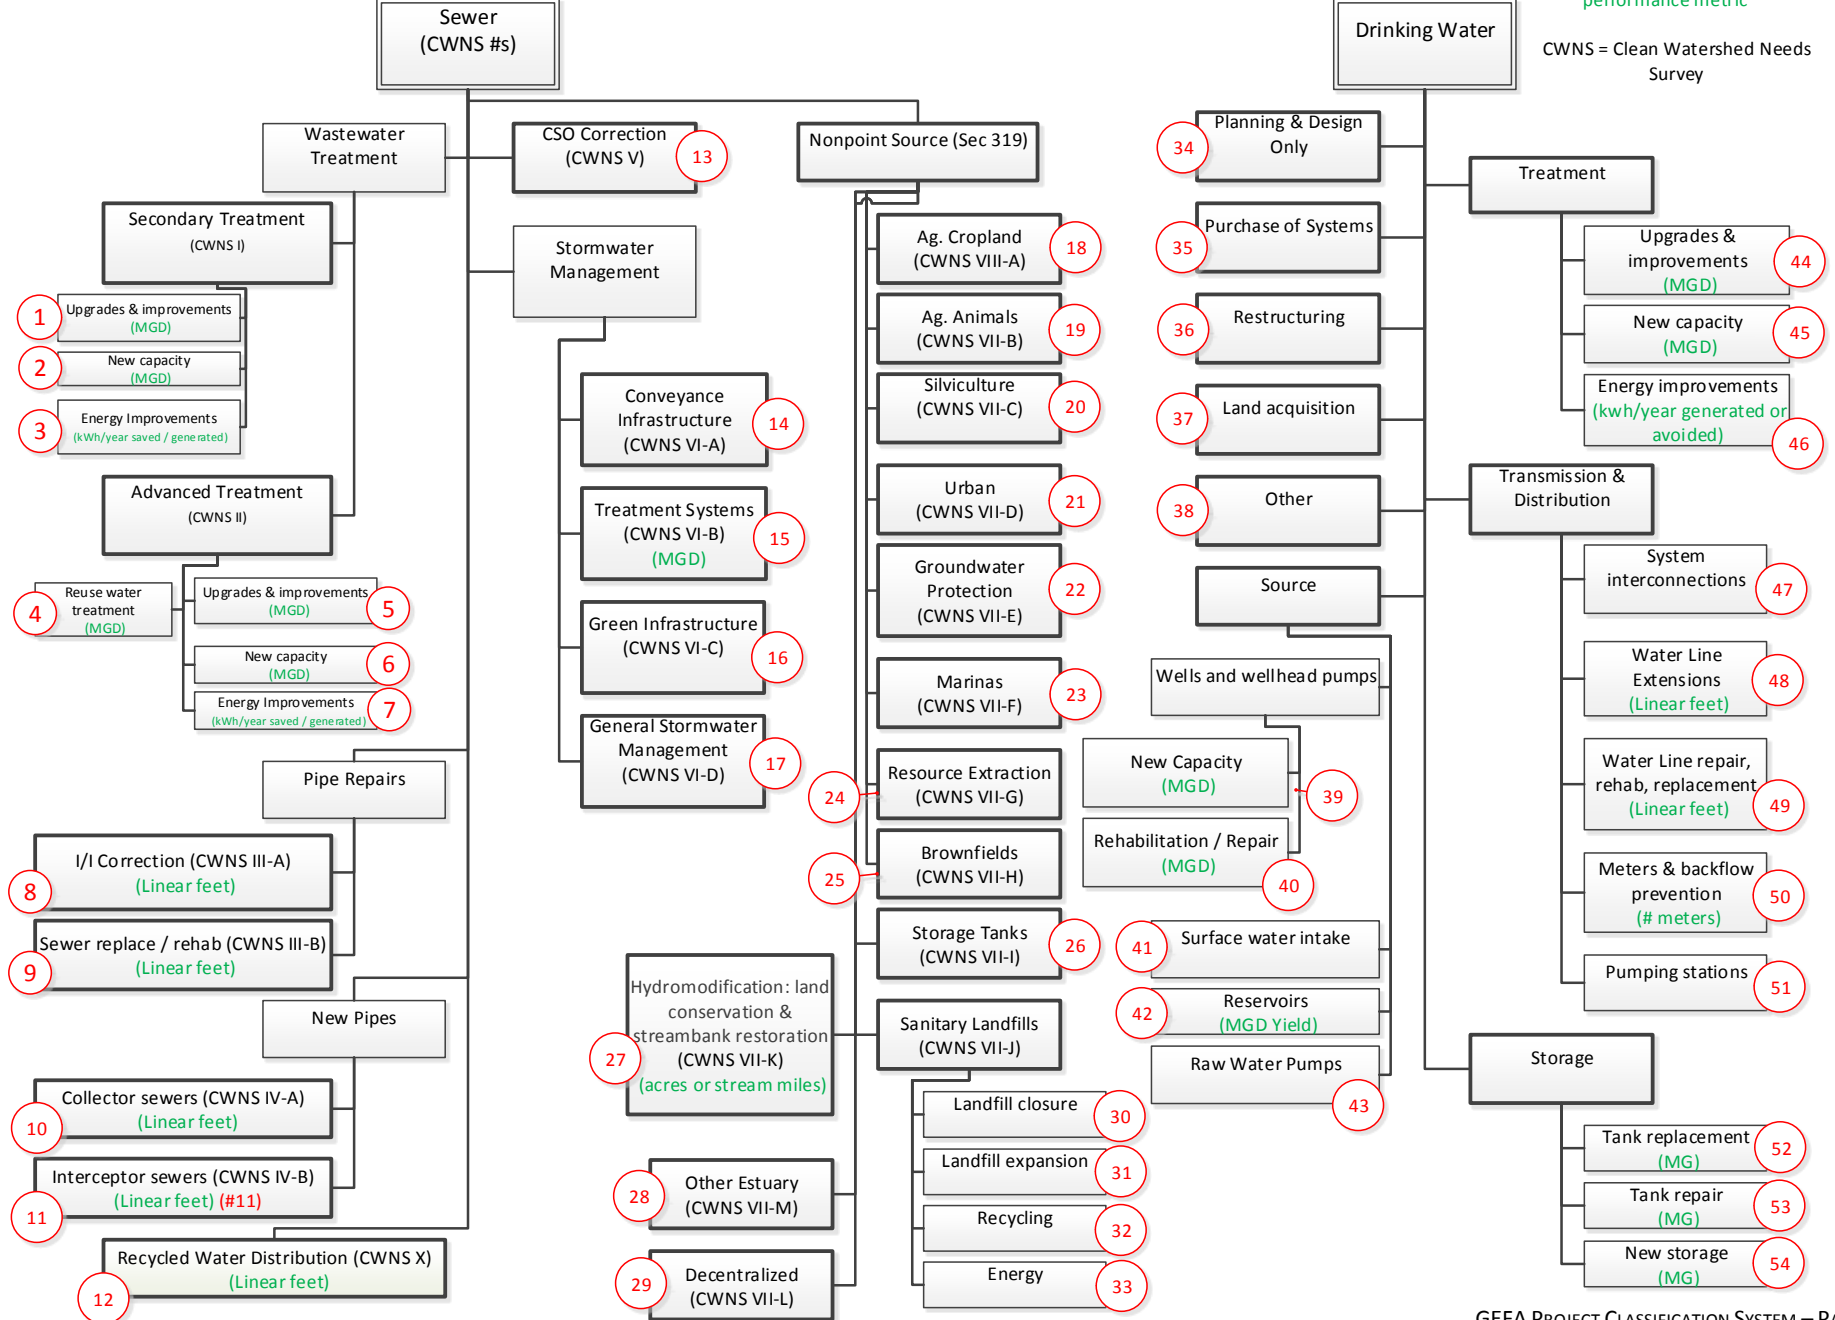 performance metric
CWNS = Clean Watershed Needs
Survey
Sewer
(CWNS #s)
Wastewater
Treatment
Secondary Treatment
(CWNS I)
1
Upgrades & improvements
(MGD)
2
New capacity
(MGD)
3
Energy Improvements
(kWh/year saved / generated)
Advanced Treatment
(CWNS II)
4
Reuse water
treatment
(MGD)
Upgrades & improvements
(MGD)
5
New capacity
(MGD)
6
Energy Improvements
(kWh/year saved / generated)
7
Pipe Repairs
I/I Correction (CWNS III-A)
(Linear feet)
8
Sewer replace / rehab (CWNS III-B)
(Linear feet)
9
New Pipes
Collector sewers (CWNS IV-A)
(Linear feet)
10
Interceptor sewers (CWNS IV-B)
(Linear feet) (#11)
11
Recycled Water Distribution (CWNS X)
(Linear feet)
12
CSO Correction
(CWNS V)
13
Stormwater
Management
Conveyance
Infrastructure
(CWNS VI-A)
14
Treatment Systems
(CWNS VI-B)
(MGD)
15
Green Infrastructure
(CWNS VI-C)
16
General Stormwater
Management
(CWNS VI-D)
17
Nonpoint Source (Sec 319)
Ag. Cropland
(CWNS VIII-A)
18
Ag. Animals
(CWNS VII-B)
19
Silviculture
(CWNS VII-C)
20
Urban
(CWNS VII-D)
21
Groundwater
Protection
(CWNS VII-E)
22
Marinas
(CWNS VII-F)
23
Resource Extraction
(CWNS VII-G)
24
Brownfields
(CWNS VII-H)
25
Storage Tanks
(CWNS VII-I)
26
Hydromodification: land
conservation &
streambank restoration
(CWNS VII-K)
(acres or stream miles)
27
Sanitary Landfills
(CWNS VII-J)
Other Estuary
(CWNS VII-M)
28
Decentralized
(CWNS VII-L)
29
Landfill closure
30
Landfill expansion
31
Recycling
32
Energy
33
Drinking Water
Planning & Design
Only
34
Purchase of Systems
35
Restructuring
36
Land acquisition
37
Other
38
Source
Wells and wellhead pumps
New Capacity
(MGD)
39
Rehabilitation / Repair
(MGD)
40
Surface water intake
41
Reservoirs
(MGD Yield)
42
Raw Water Pumps
43
Treatment
Upgrades &
improvements
(MGD)
44
New capacity
(MGD)
45
Energy improvements
(kwh/year generated or
avoided)
46
Transmission &
Distribution
System
interconnections
47
Water Line
Extensions
(Linear feet)
48
Water Line repair,
rehab, replacement
(Linear feet)
49
Meters & backflow
prevention
(# meters)
50
Pumping stations
51
Storage
Tank replacement
(MG)
52
Tank repair
(MG)
53
New storage
(MG)
54
GEFA PROJECT CLASSIFICATION SYSTEM –